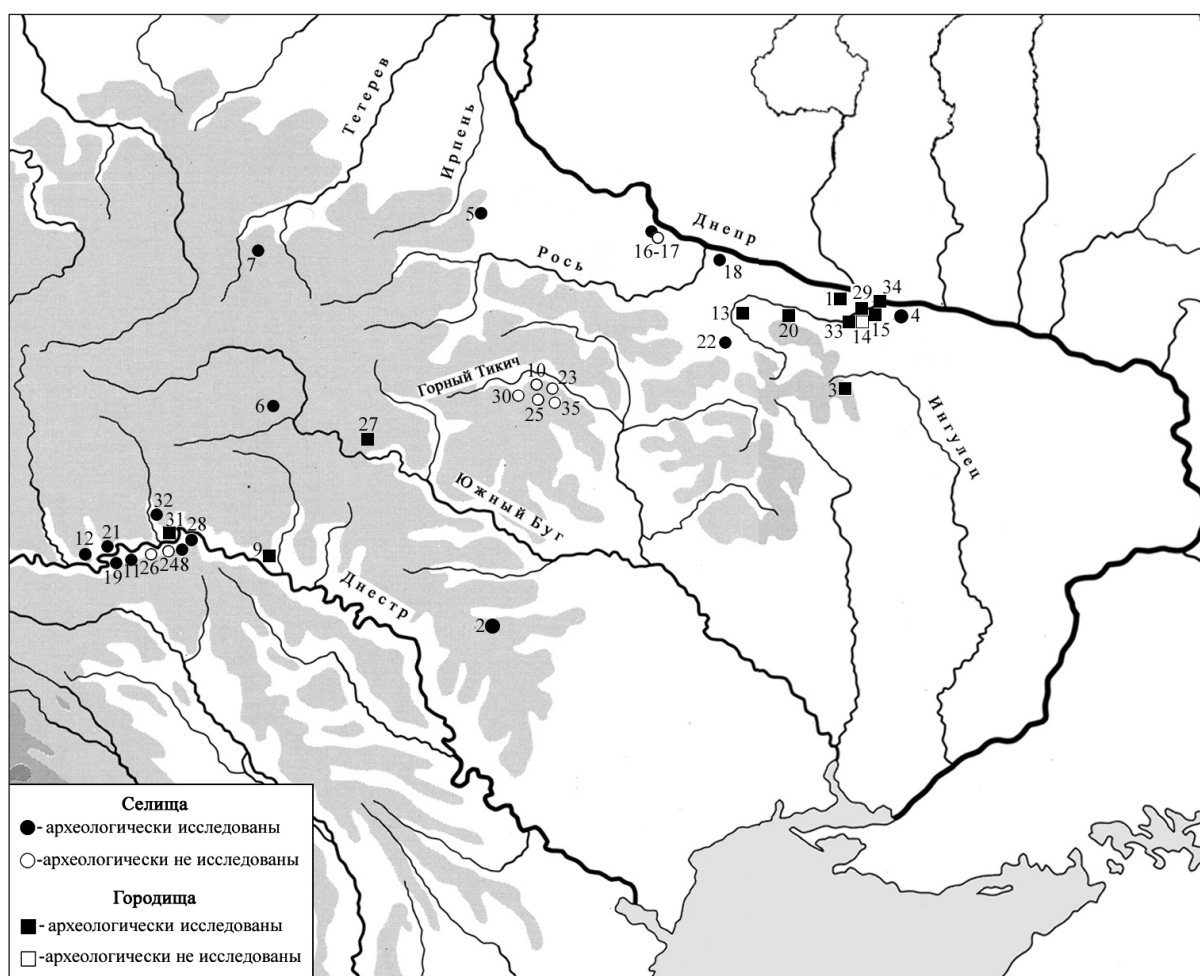 Тетерев
Ирпень
5
7
Днепр
16-17
Рось
18
1
29
34
13
20
33
14
15
4
22
Горный Тикич
10
23
30
25
35
3
Ингулец
6
27
Южный Буг
32
31
28
12
21
19
11
26
24
8
9
Днестр
2
Селища
- археологически исследованы
-археологически не исследованы
Городища
- археологически исследованы
-археологически не исследованы